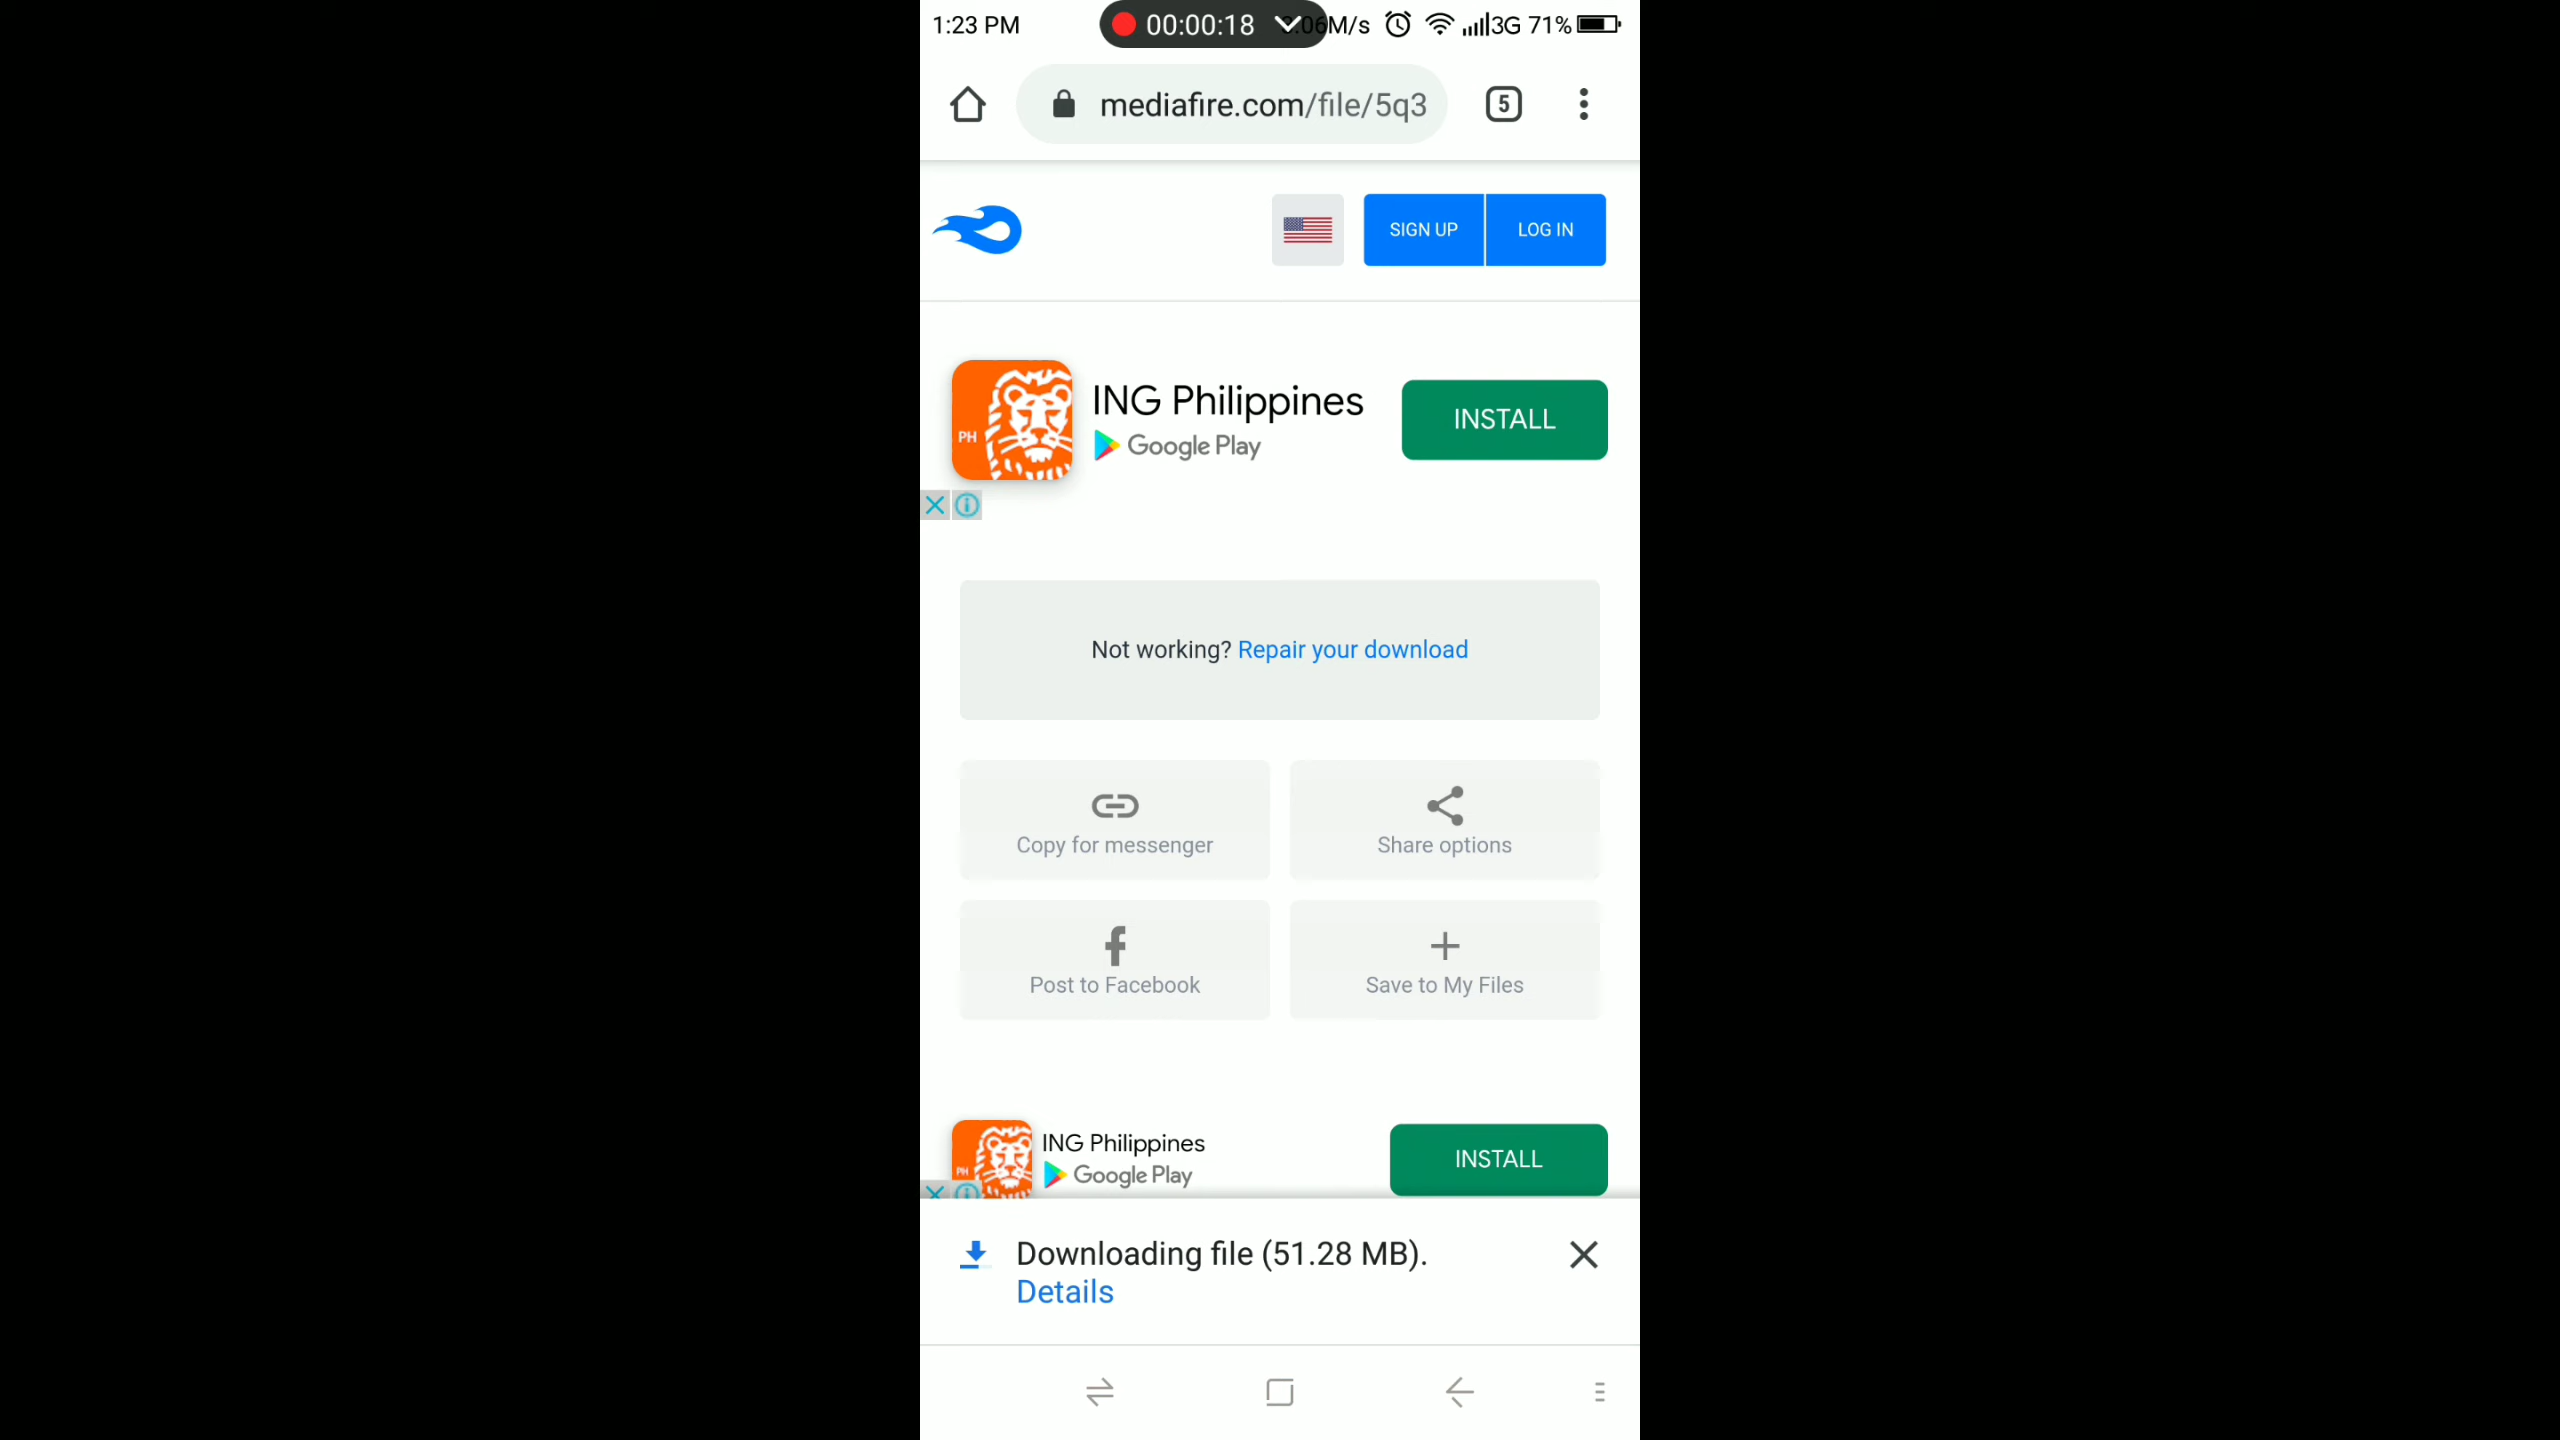 1:23 PM 00:00:18 M/s 3G 71%
mediafire.com/file/5q3 5
SIGN UP LOG IN
ING Philippines
INSTALL
PH
Google Play
Not working? Repair your download
Copy for messenger Share options
Post to Facebook Save to My Files
ING Philippines
INSTALL
PH
Google Play
Downloading file (51.28 MB).
Details